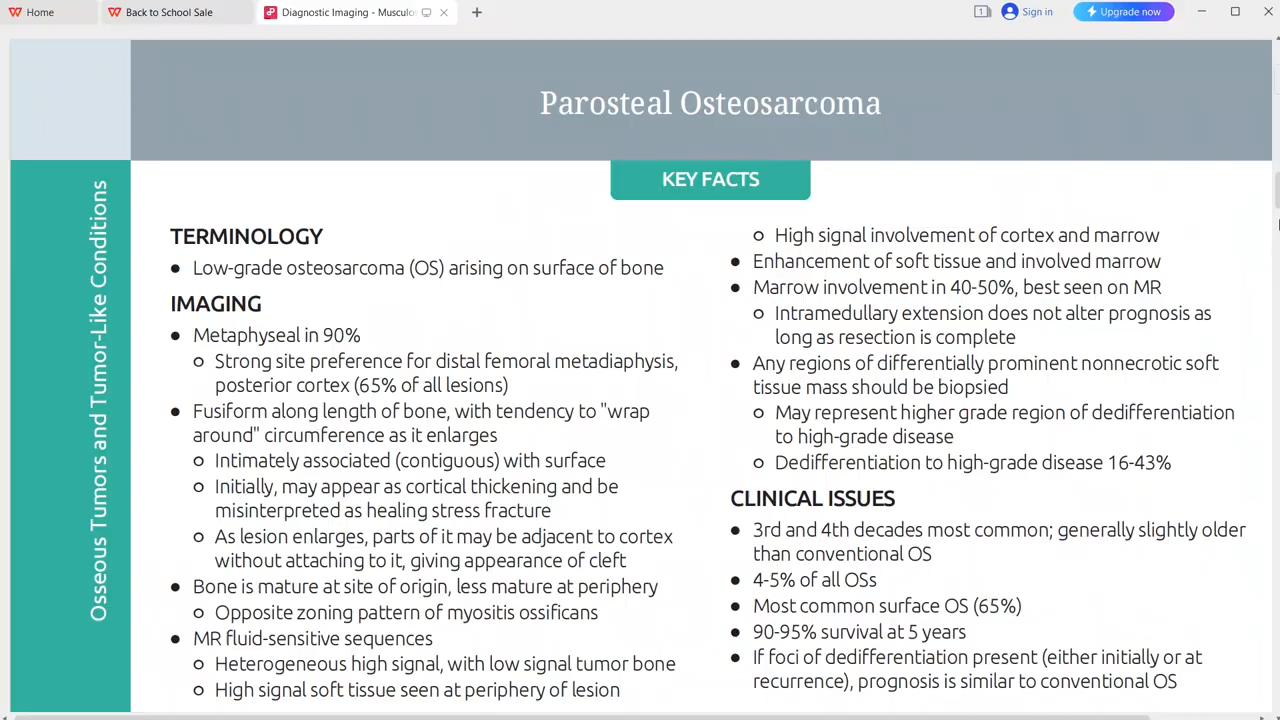 Home
Back to School Sale
Diagnostic Imaging - Musculos
1
Sign in
Upgrade now
Parosteal Osteosarcoma
Osseous Tumors and Tumor-Like Conditions
KEY FACTS
TERMINOLOGY
● Low-grade osteosarcoma (OS) arising on surface of bone
IMAGING
● Metaphyseal in 90%
○ Strong site preference for distal femoral metadiaphysis,
posterior cortex (65% of all lesions)
● Fusiform along length of bone, with tendency to "wrap
around" circumference as it enlarges
○ Intimately associated (contiguous) with surface
○ Initially, may appear as cortical thickening and be
misinterpreted as healing stress fracture
○ As lesion enlarges, parts of it may be adjacent to cortex
without attaching to it, giving appearance of cleft
● Bone is mature at site of origin, less mature at periphery
○ Opposite zoning pattern of myositis ossificans
● MR fluid-sensitive sequences
○ Heterogeneous high signal, with low signal tumor bone
○ High signal soft tissue seen at periphery of lesion
○ High signal involvement of cortex and marrow
● Enhancement of soft tissue and involved marrow
● Marrow involvement in 40-50%, best seen on MR
○ Intramedullary extension does not alter prognosis as
long as resection is complete
● Any regions of differentially prominent nonnecrotic soft
tissue mass should be biopsied
○ May represent higher grade region of dedifferentiation
to high-grade disease
○ Dedifferentiation to high-grade disease 16-43%
CLINICAL ISSUES
● 3rd and 4th decades most common; generally slightly older
than conventional OS
● 4-5% of all OSs
● Most common surface OS (65%)
● 90-95% survival at 5 years
● If foci of dedifferentiation present (either initially or at
recurrence), prognosis is similar to conventional OS